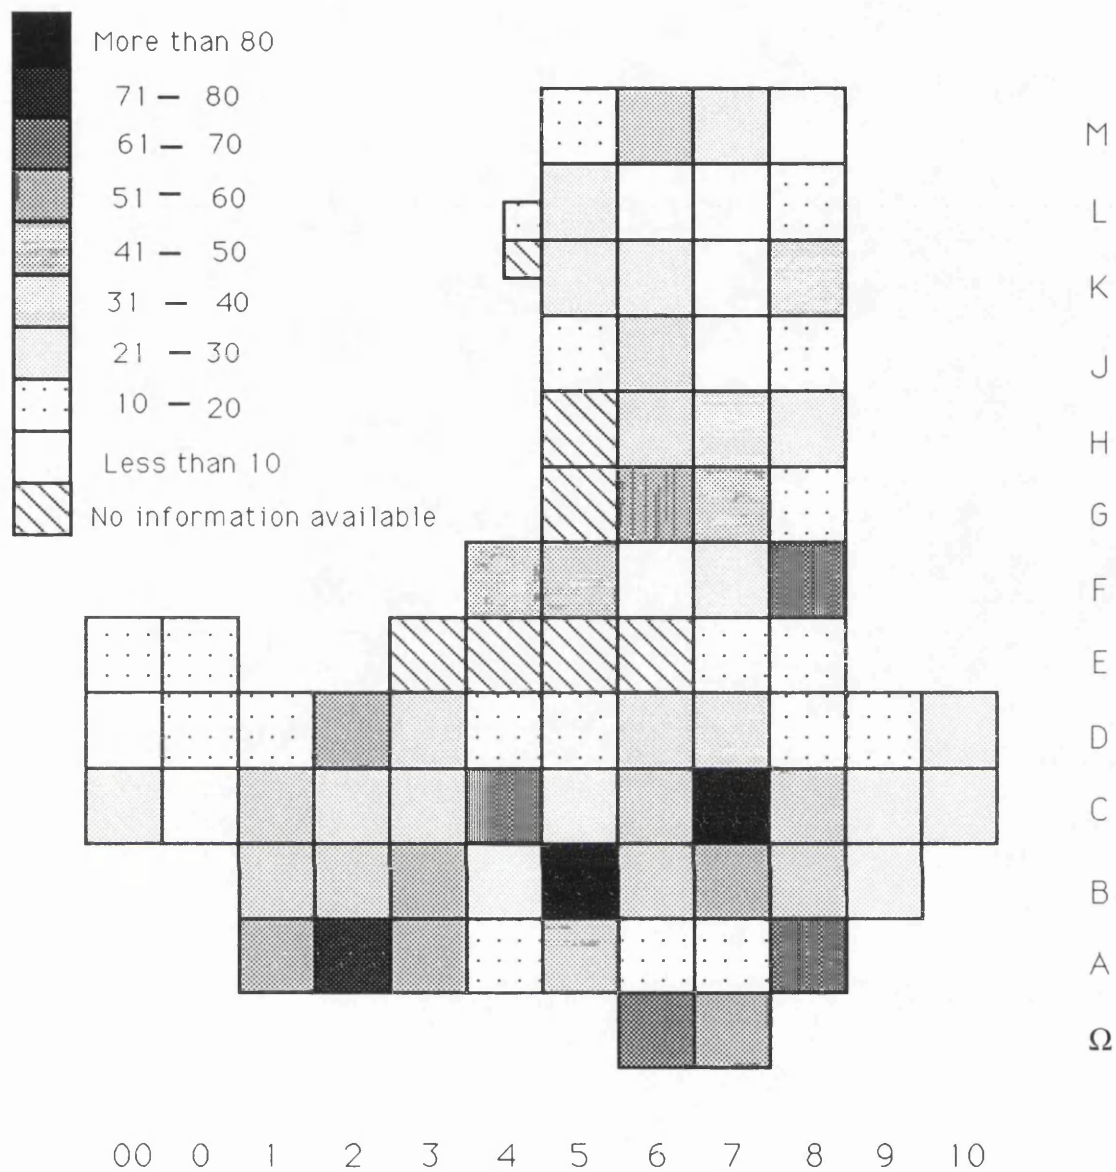 More than 80
71 — 80
61 — 70
51 — 60
41 — 50
31 — 40
21 — 30
10 — 20
Less than 10
No information available
M
L
K
J
H
G
F
E
D
C
B
A
Ω
00 0 1 2 3 4 5 6 7 8 9 10